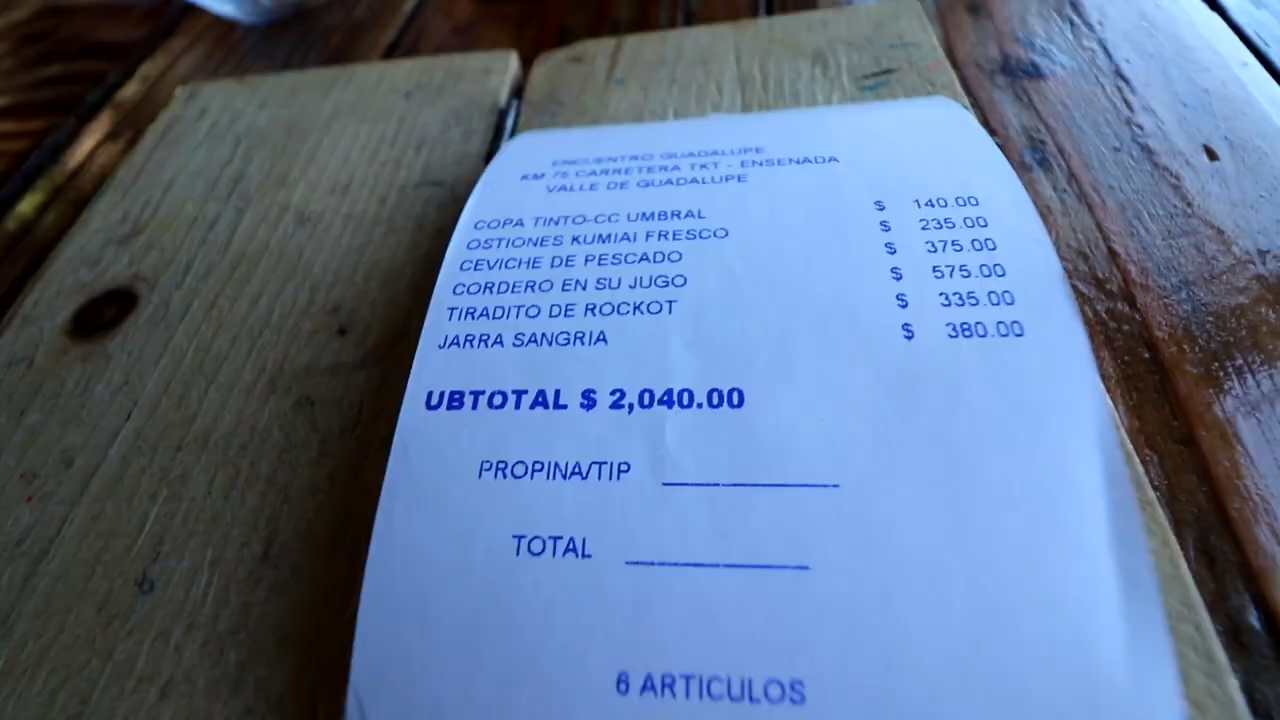 ENCUENTRO GUADALUPE
KM 75 CARRETERA TKT - ENSENADA
VALLE DE GUADALUPE
COPA TINTO-CC UMBRAL $ 140.00
OSTIONES KUMIAI FRESCO $ 235.00
CEVICHE DE PESCADO $ 375.00
CORDERO EN SU JUGO $ 575.00
TIRADITO DE ROCKOT $ 335.00
JARRA SANGRIA $ 380.00
UBTOTAL $ 2,040.00
PROPINA/TIP
TOTAL
6 ARTICULOS